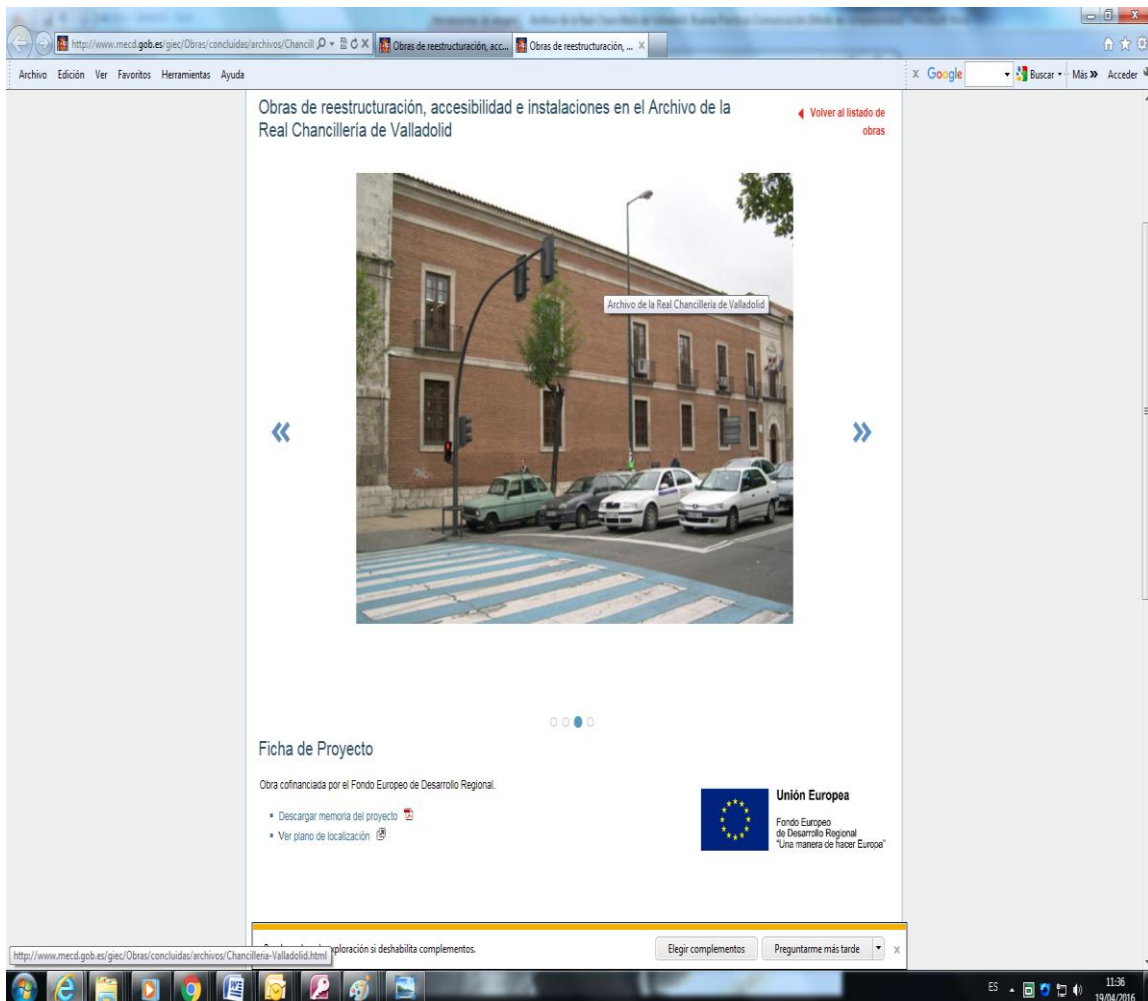 http://www.mecd.gob.es/giec/Obras/concluidas/archivos/Chancill
Obras de reestructuración, acc...
Obras de reestructuración, ...
Archivo Edición Ver Favoritos Herramientas Ayuda
x Google Buscar Más » Acceder
Obras de reestructuración, accesibilidad e instalaciones en el Archivo de la
Real Chancillería de Valladolid
Volver al listado de
obras
Archivo de la Real Chancillería de Valladolid
«
»
Ficha de Proyecto
Obra cofinanciada por el Fondo Europeo de Desarrollo Regional.
Descargar memoria del proyecto
Ver plano de localización
Unión Europea
Fondo Europeo
de Desarrollo Regional
"Una manera de hacer Europa"
exploración si deshabilita complementos.
Elegir complementos
Preguntarme más tarde
x
http://www.mecd.gob.es/giec/Obras/concluidas/archivos/Chancilleria-Valladolid.html
ES
11:36
19/04/2016